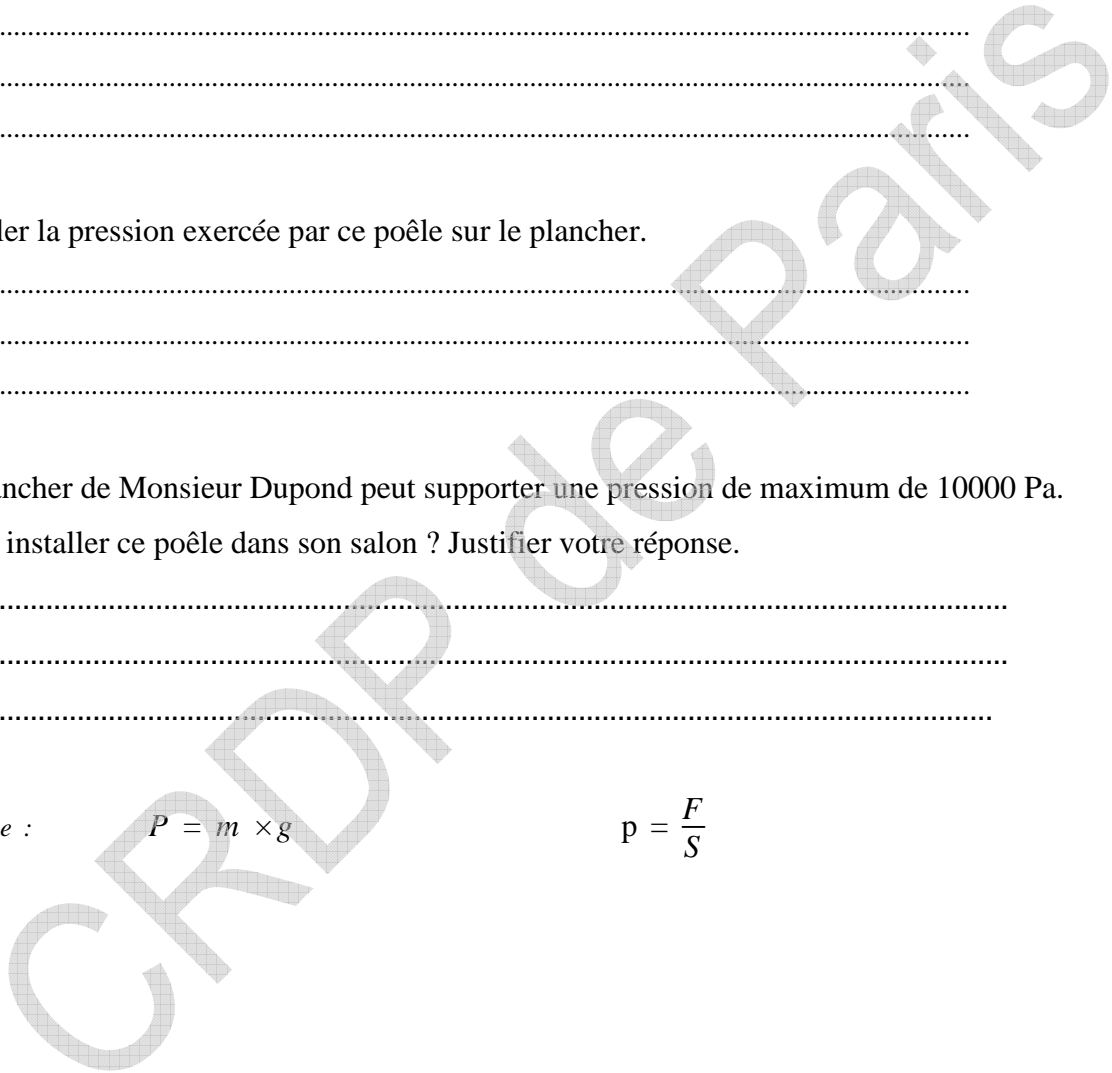 ...............................................................................................
...............................................................................................
...............................................................................................
ler la pression exercée par ce poêle sur le plancher.
...............................................................................................
...............................................................................................
...............................................................................................
ncher de Monsieur Dupond peut supporter une pression de maximum de 10000 Pa.
installer ce poêle dans son salon ? Justifier votre réponse.
...............................................................................................
...............................................................................................
...............................................................................................
e : P = m × g p = F/S
CRDP de Paris